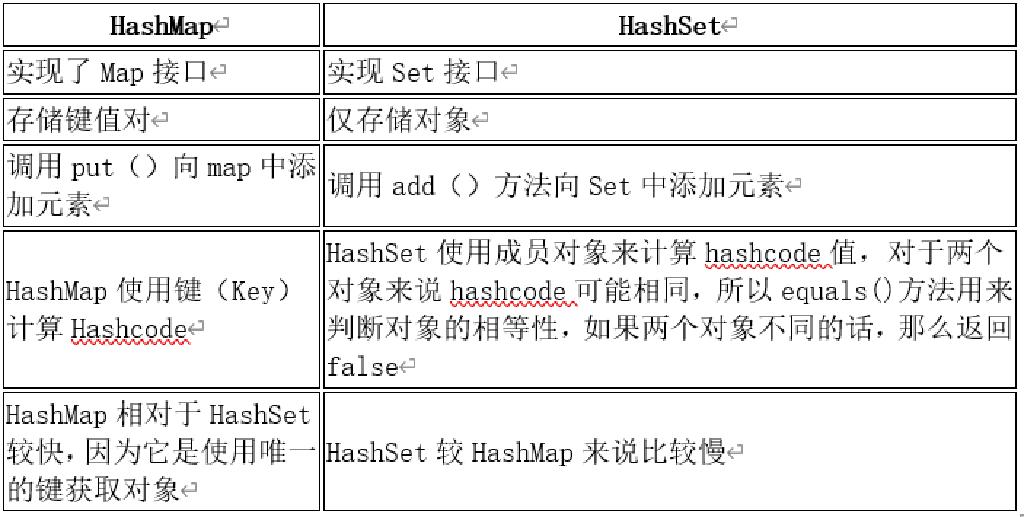 HashMap
HashSet
实现了 Map 接口
实现 Set 接口
存储键值对
仅存储对象
调用 put（）向 map 中添
加元素
调用 add（）方法向 Set 中添加元素
HashMap 使用键（Key）
计算 Hashcode
HashSet 使用成员对象来计算 hashcode 值，对于两个
对象来说 hashcode 可能相同，所以 equals()方法用来
判断对象的相等性，如果两个对象不同的话，那么返回
false
HashMap 相对于 HashSet
较快，因为它是使用唯一
的键获取对象
HashSet 较 HashMap 来说比较慢